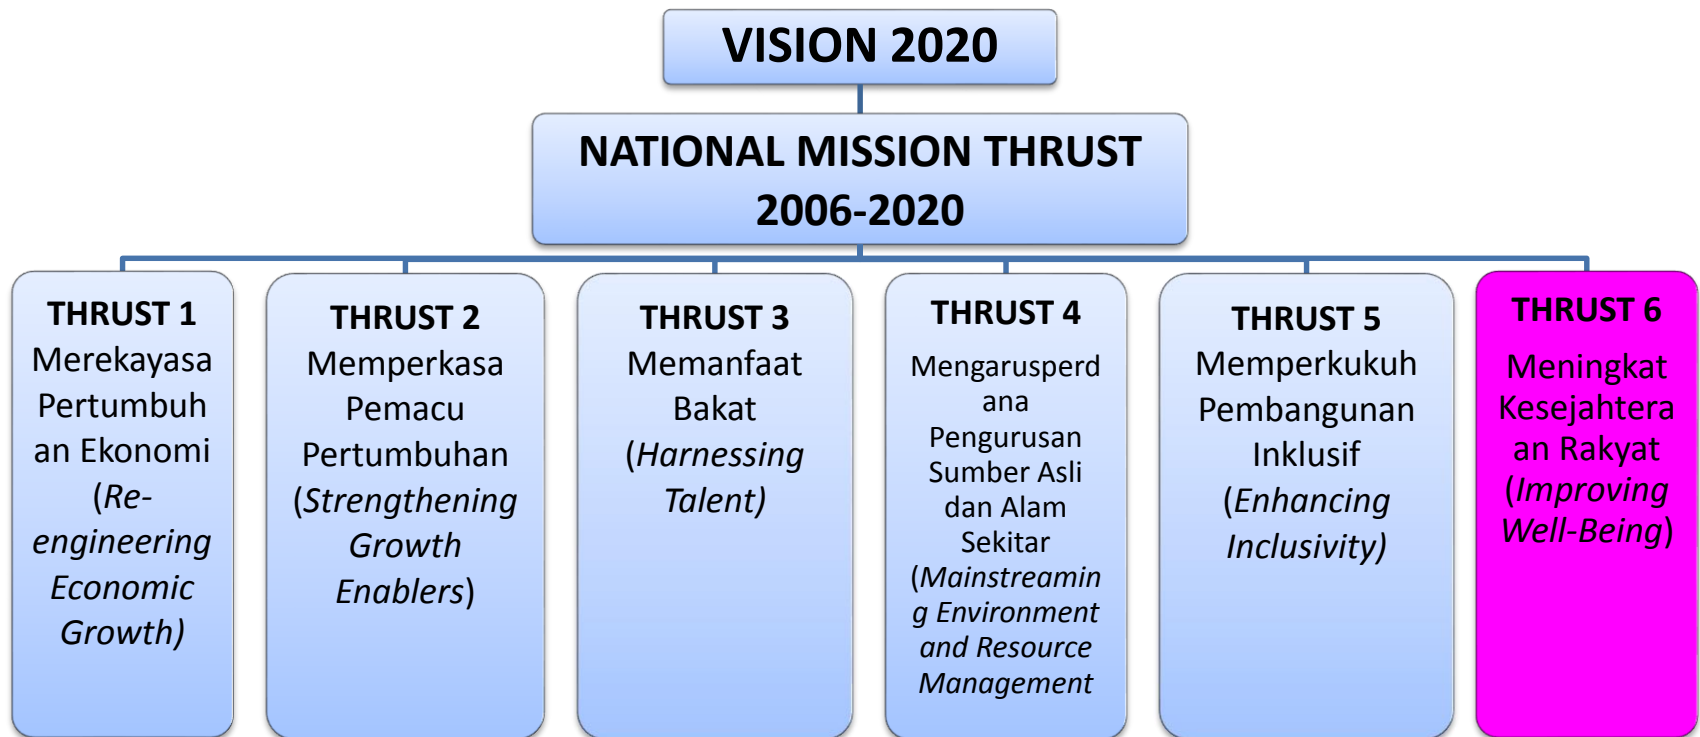 VISION 2020
NATIONAL MISSION THRUST
2006-2020
THRUST 1
Merekayasa
Pertumbuh
an Ekonomi
(Re-
engineering
Economic
Growth)
THRUST 2
Memperkasa
Pemacu
Pertumbuhan
(Strengthening
Growth
Enablers)
THRUST 3
Memanfaat
Bakat
(Harnessing
Talent)
THRUST 4
Mengarusperd
ana
Pengurusan
Sumber Asli
dan Alam
Sekitar
(Mainstreamin
g Environment
and Resource
Management
THRUST 5
Memperkukuh
Pembangunan
Inklusif
(Enhancing
Inclusivity)
THRUST 6
Meningkat
Kesejahtera
an Rakyat
(Improving
Well-Being)